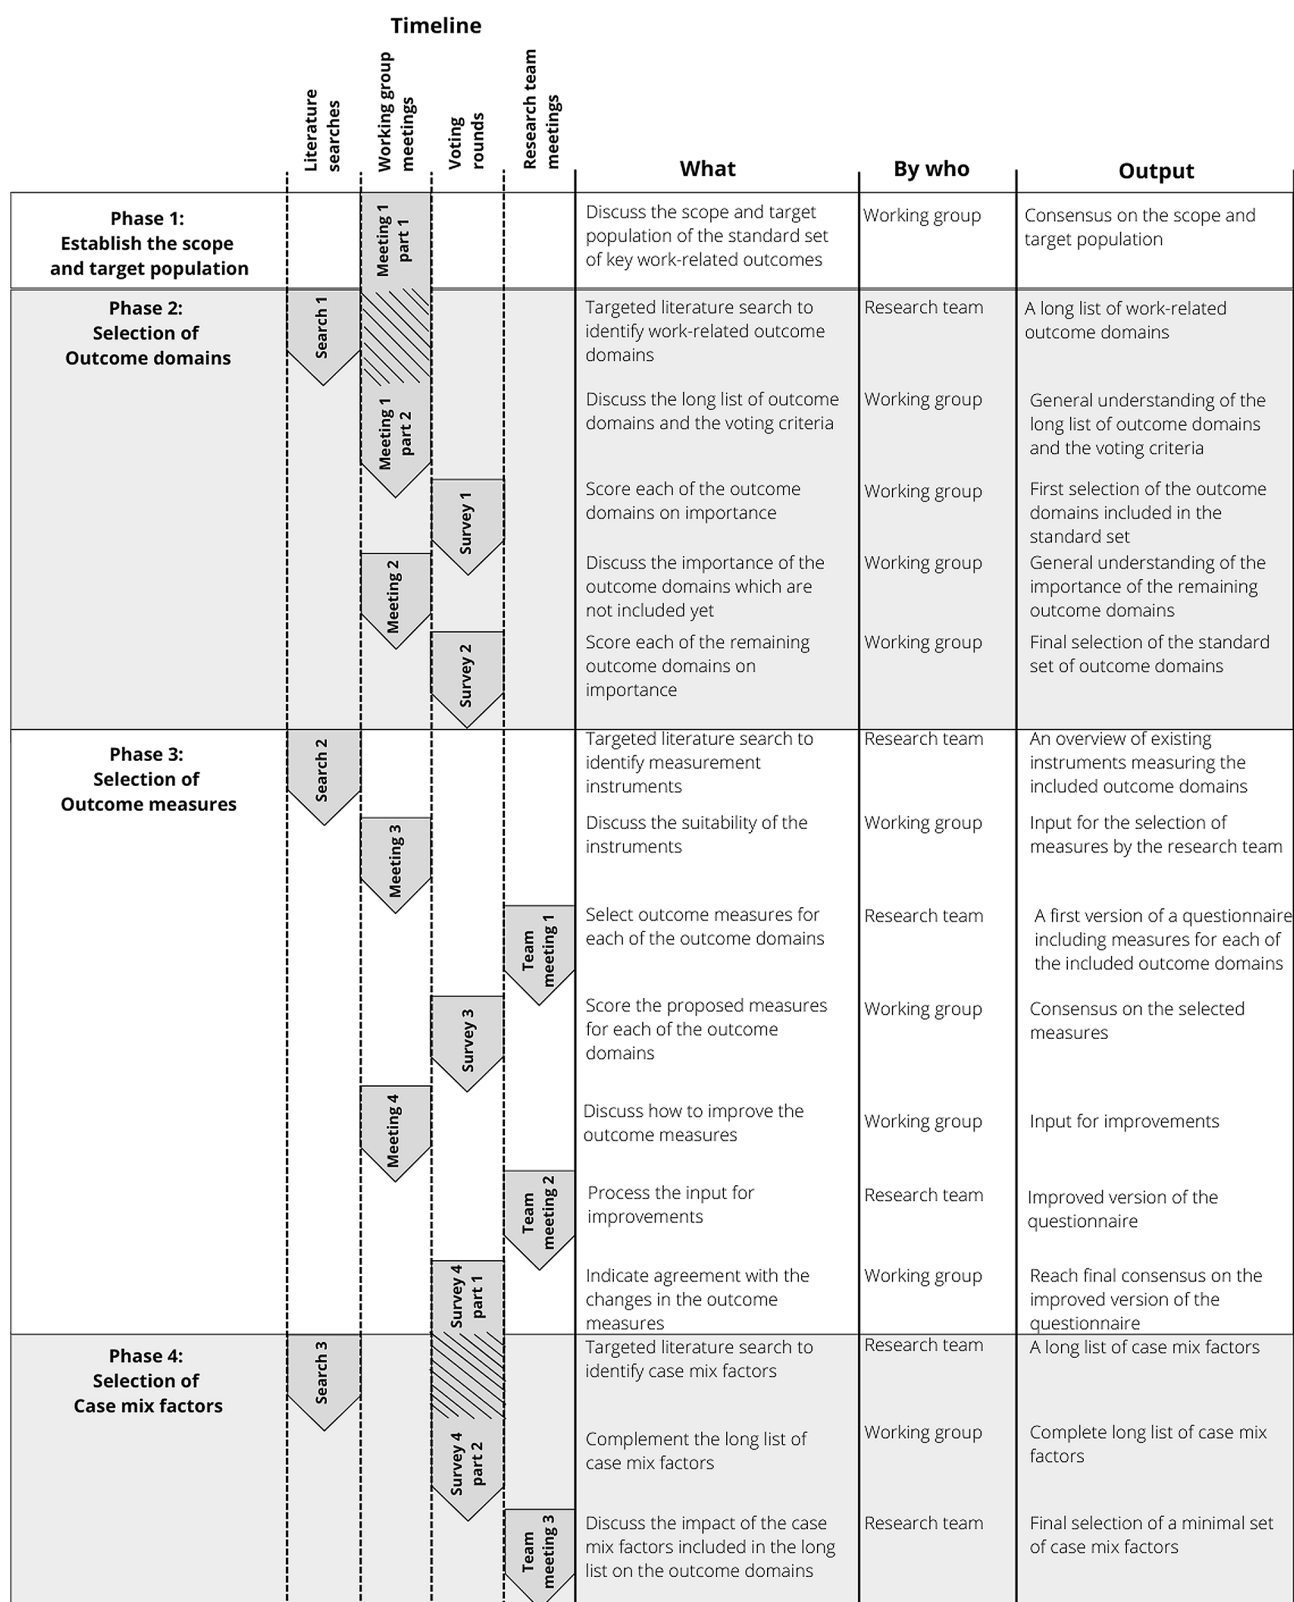 Timeline
Literature
searches
Working group
meetings
Voting
rounds
Research team
meetings
What
By who
Output
Phase 1:
Establish the scope
and target population
Meeting 1
part 1
Discuss the scope and target
population of the standard set
of key work-related outcomes
Working group
Consensus on the scope and
target population
Phase 2:
Selection of
Outcome domains
Search 1
Targeted literature search to
identify work-related outcome
domains
Research team
A long list of work-related
outcome domains
Meeting 1
part 2
Discuss the long list of outcome
domains and the voting criteria
Working group
General understanding of the
long list of outcome domains
and the voting criteria
Survey 1
Score each of the outcome
domains on importance
Working group
First selection of the outcome
domains included in the
standard set
Meeting 2
Discuss the importance of the
outcome domains which are
not included yet
Working group
General understanding of the
importance of the remaining
outcome domains
Survey 2
Score each of the remaining
outcome domains on
importance
Working group
Final selection of the standard
set of outcome domains
Phase 3:
Selection of
Outcome measures
Search 2
Targeted literature search to
identify measurement
instruments
Research team
An overview of existing
instruments measuring the
included outcome domains
Meeting 3
Discuss the suitability of the
instruments
Working group
Input for the selection of
measures by the research team
Team
meeting 1
Select outcome measures for
each of the outcome domains
Research team
A first version of a questionnaire
including measures for each of
the included outcome domains
Survey 3
Score the proposed measures
for each of the outcome
domains
Working group
Consensus on the selected
measures
Meeting 4
Discuss how to improve the
outcome measures
Working group
Input for improvements
Team
meeting 2
Process the input for
improvements
Research team
Improved version of the
questionnaire
Survey 4
part 1
Indicate agreement with the
changes in the outcome
measures
Working group
Reach final consensus on the
improved version of the
questionnaire
Phase 4:
Selection of
Case mix factors
Search 3
Targeted literature search to
identify case mix factors
Research team
A long list of case mix factors
Survey 4
part 2
Complement the long list of
case mix factors
Working group
Complete long list of case mix
factors
Team
meeting 3
Discuss the impact of the case
mix factors included in the long
list on the outcome domains
Research team
Final selection of a minimal set
of case mix factors